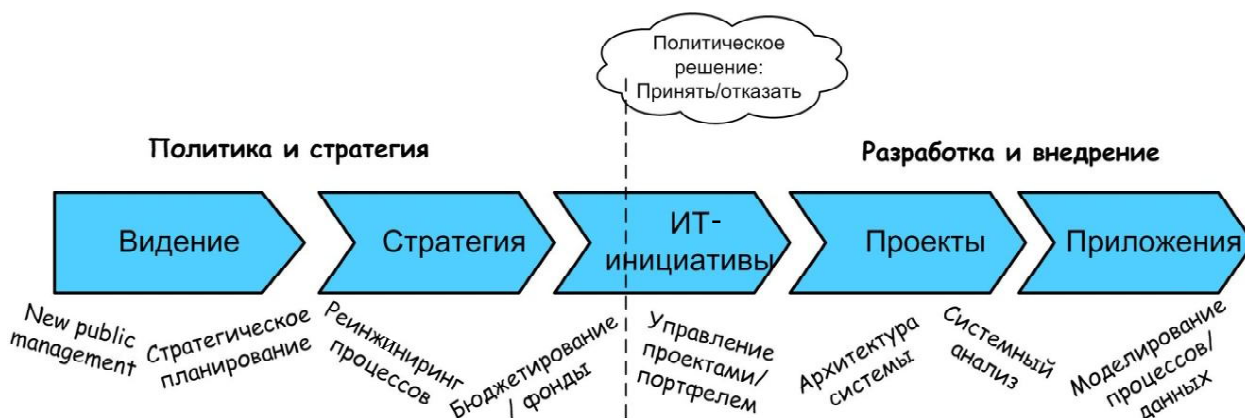 Политическое
решение:
Принять/отказать
Политика и стратегия
Разработка и внедрение
Видение
Стратегия
ИТ-
инициативы
Проекты
Приложения
New public
management
Стратегическое
планирование
Реинжиниринг
процессов
Бюджетирование
/ фонды
Управление
проектами/
портфелем
Архитектура
системы
Системный
анализ
Моделирование
процессов/
данных